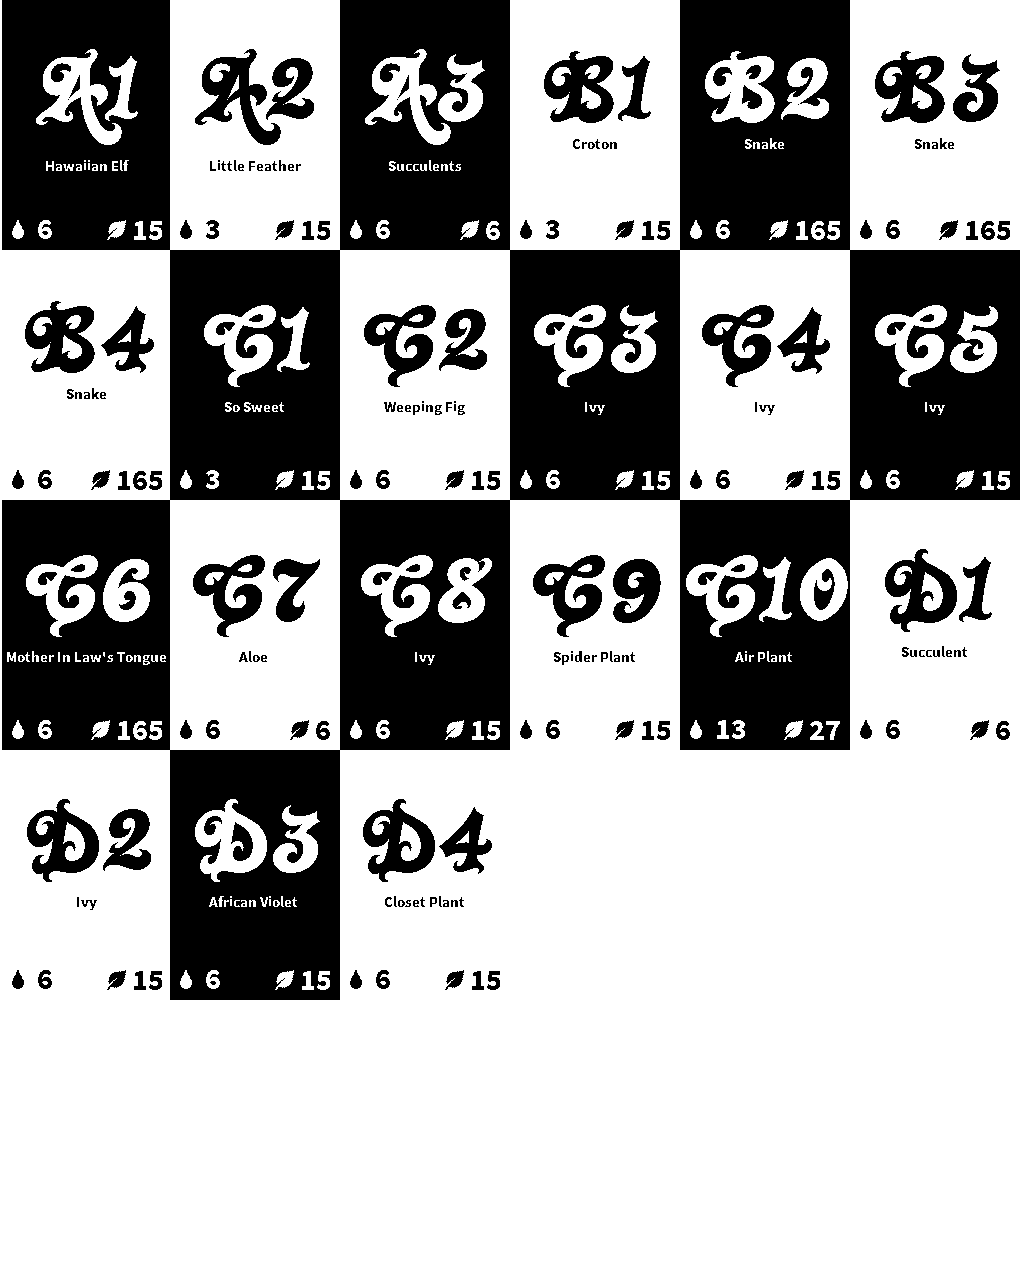 A1
Hawaiian Elf
6 15
A2
Little Feather
3 15
A3
Succulents
6 6
B1
Croton
3 15
B2
Snake
6 165
B3
Snake
6 165
B4
Snake
6 165
C1
So Sweet
3 15
C2
Weeping Fig
6 15
C3
Ivy
6 15
C4
Ivy
6 15
C5
Ivy
6 15
C6
Mother In Law's Tongue
6 165
C7
Aloe
6 6
C8
Ivy
6 15
C9
Spider Plant
6 15
C10
Air Plant
13 27
D1
Succulent
6 6
D2
Ivy
6 15
D3
African Violet
6 15
D4
Closet Plant
6 15